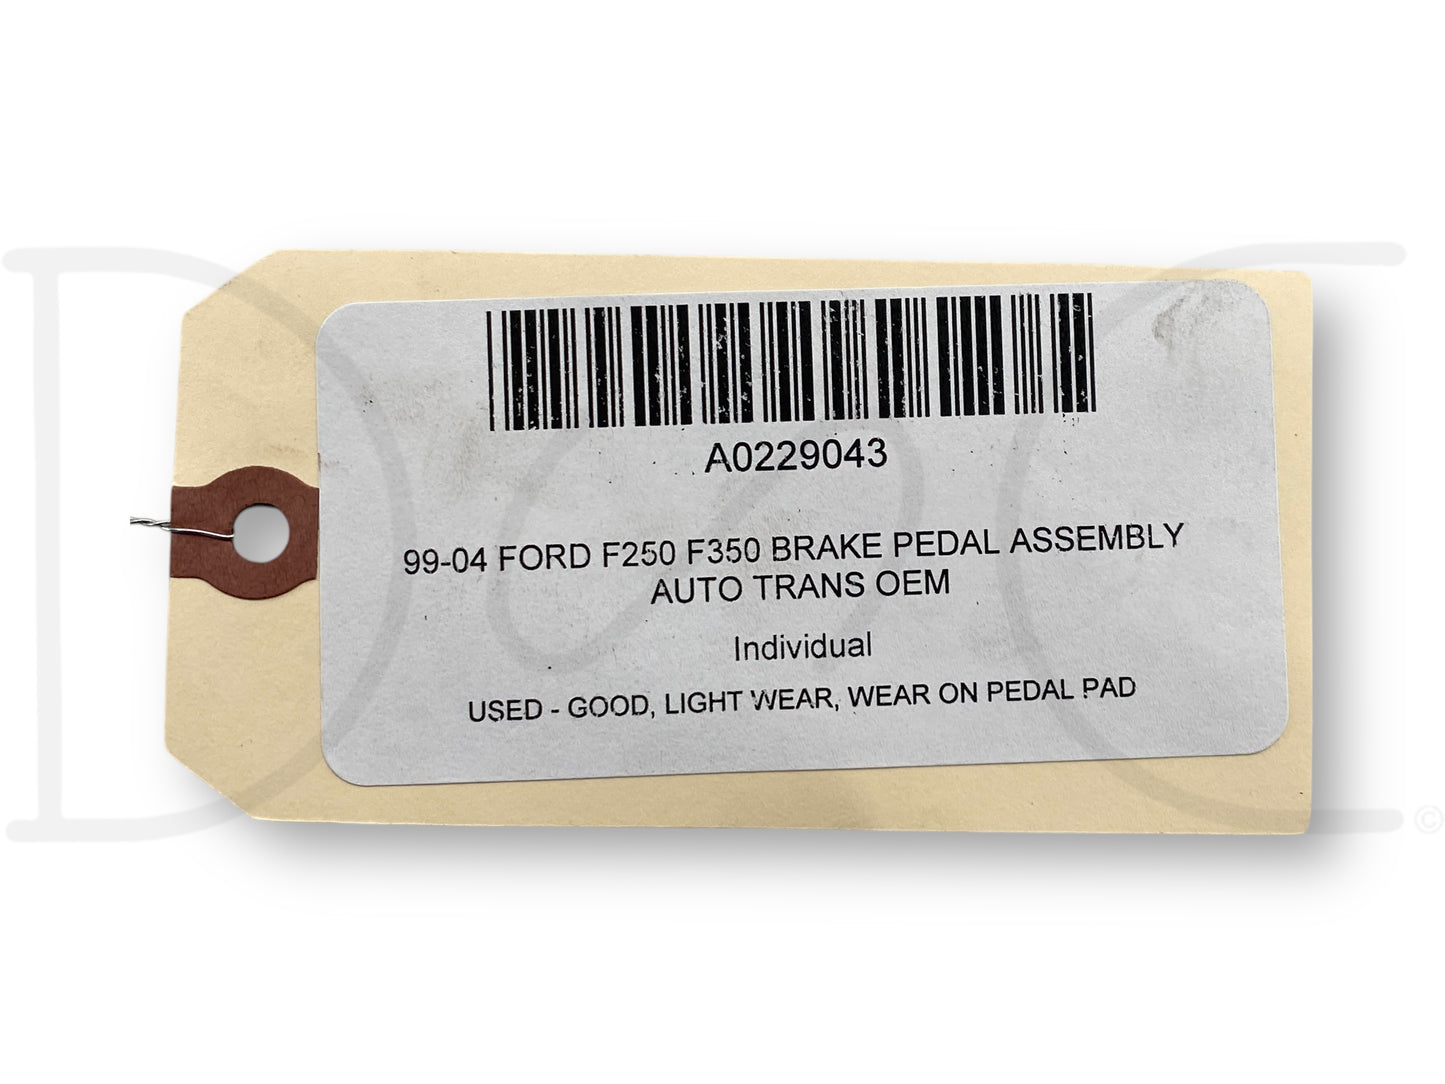 A0229043
99-04 FORD F250 F350 BRAKE PEDAL ASSEMBLY
AUTO TRANS OEM
Individual
USED - GOOD, LIGHT WEAR, WEAR ON PEDAL PAD
©